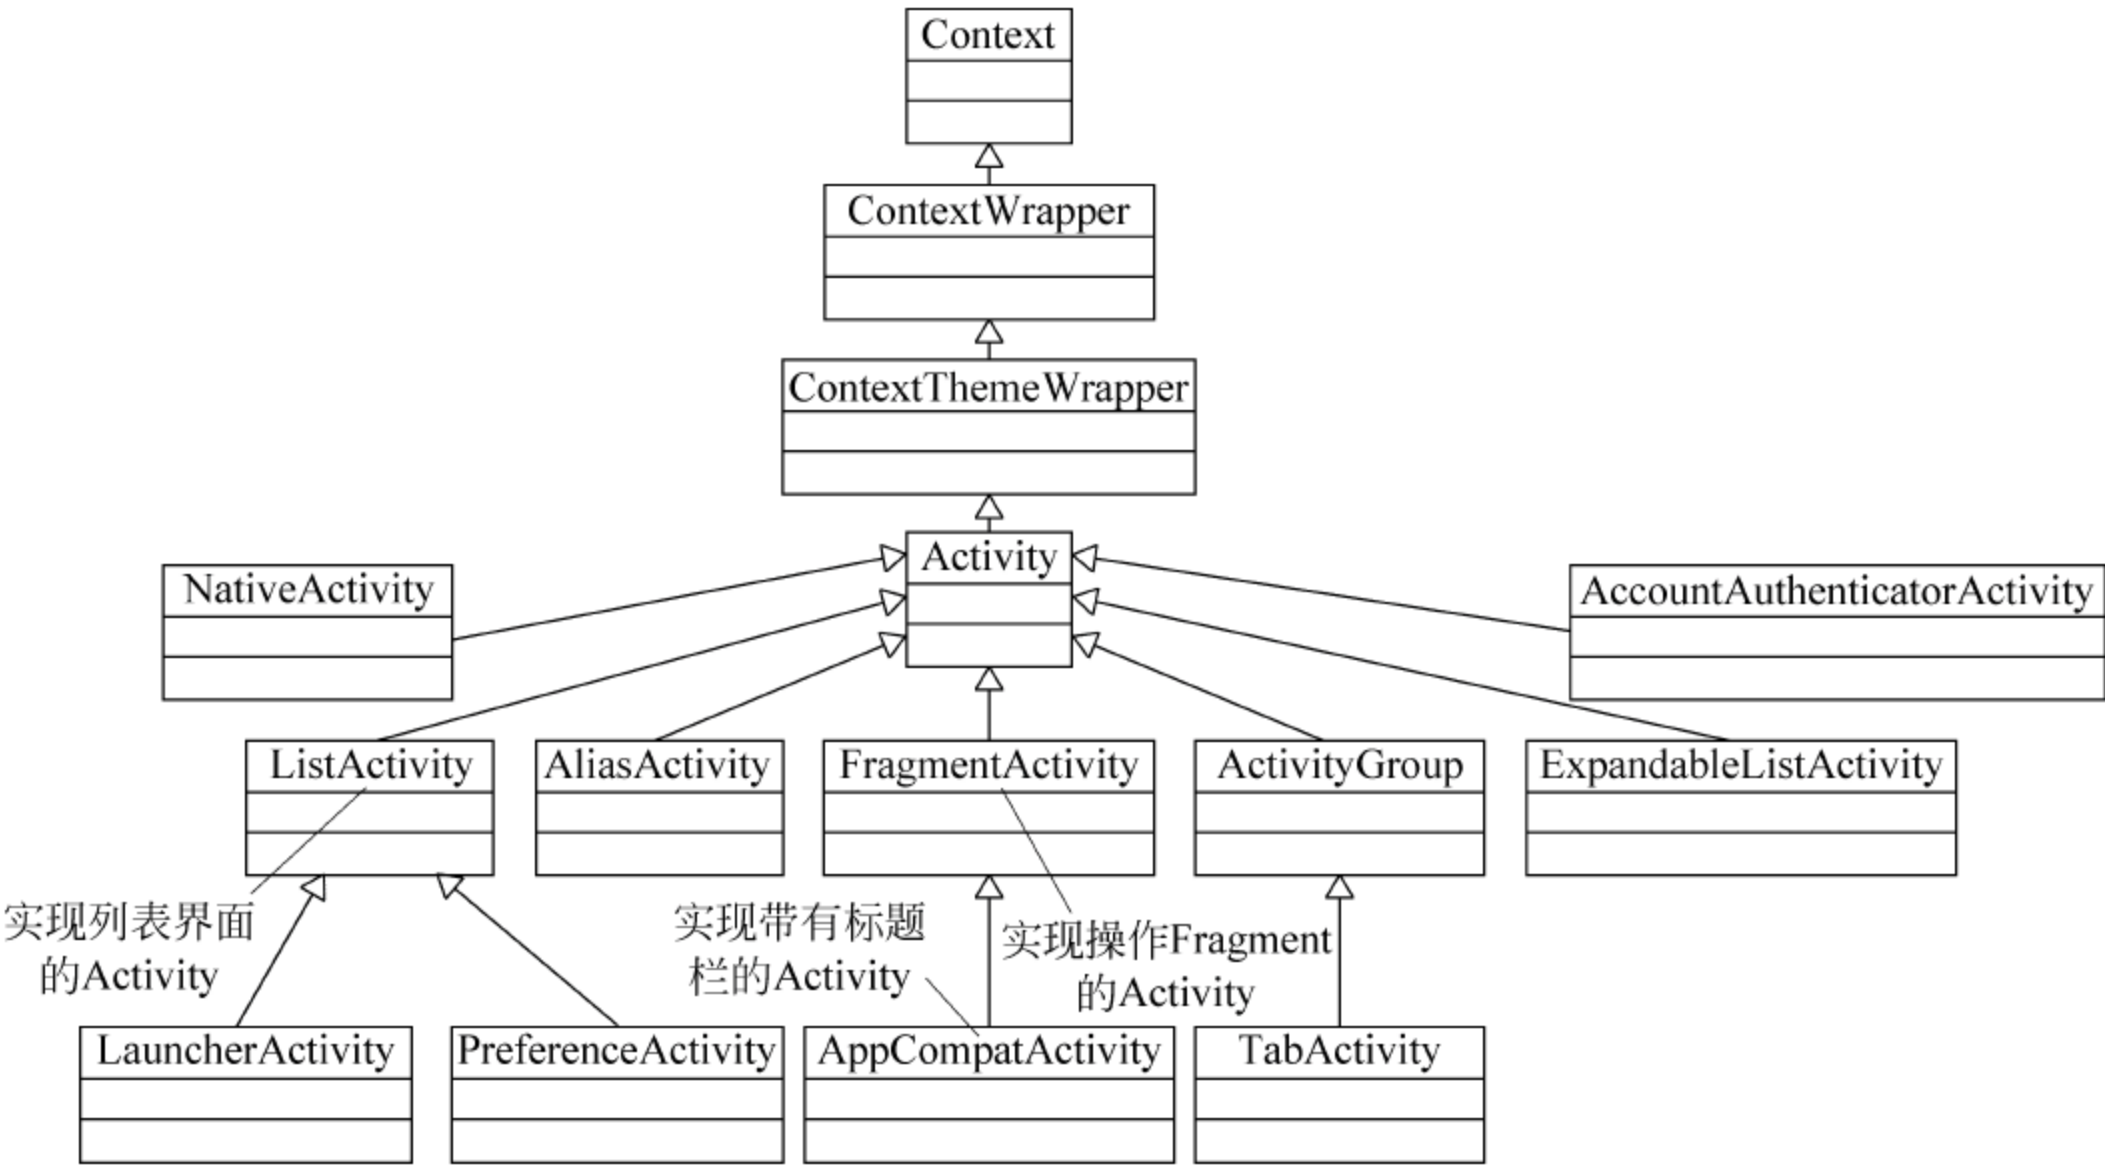 Context
ContextWrapper
ContextThemeWrapper
Activity
NativeActivity
AccountAuthenticatorActivity
ListActivity
AliasActivity
FragmentActivity
ActivityGroup
ExpandableListActivity
实现列表界面
的Activity
实现带有标题
栏的Activity
实现操作Fragment
的Activity
LauncherActivity
PreferenceActivity
AppCompatActivity
TabActivity